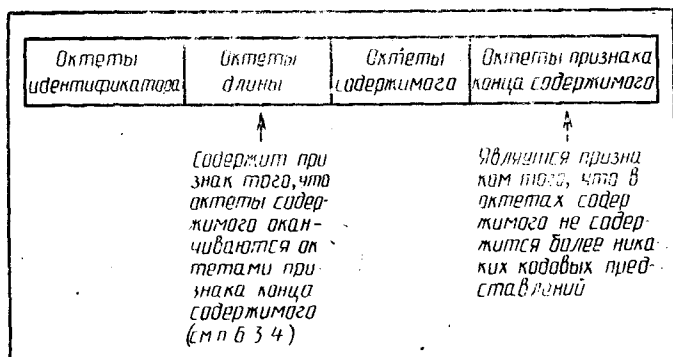 Октеты идентификатора
Октеты длины
Октеты содержимого
Октеты признака конца содержимого
Содержит при
знак того, что
октеты содер-
жимого окан-
чиваются ок
тетами при-
знака конца
содержимого
(см п 6 3 4)
Является призна
ком того, что в
октетах содер
жимого не содер-
жится более ника
ких кодовых пред-
ставлений